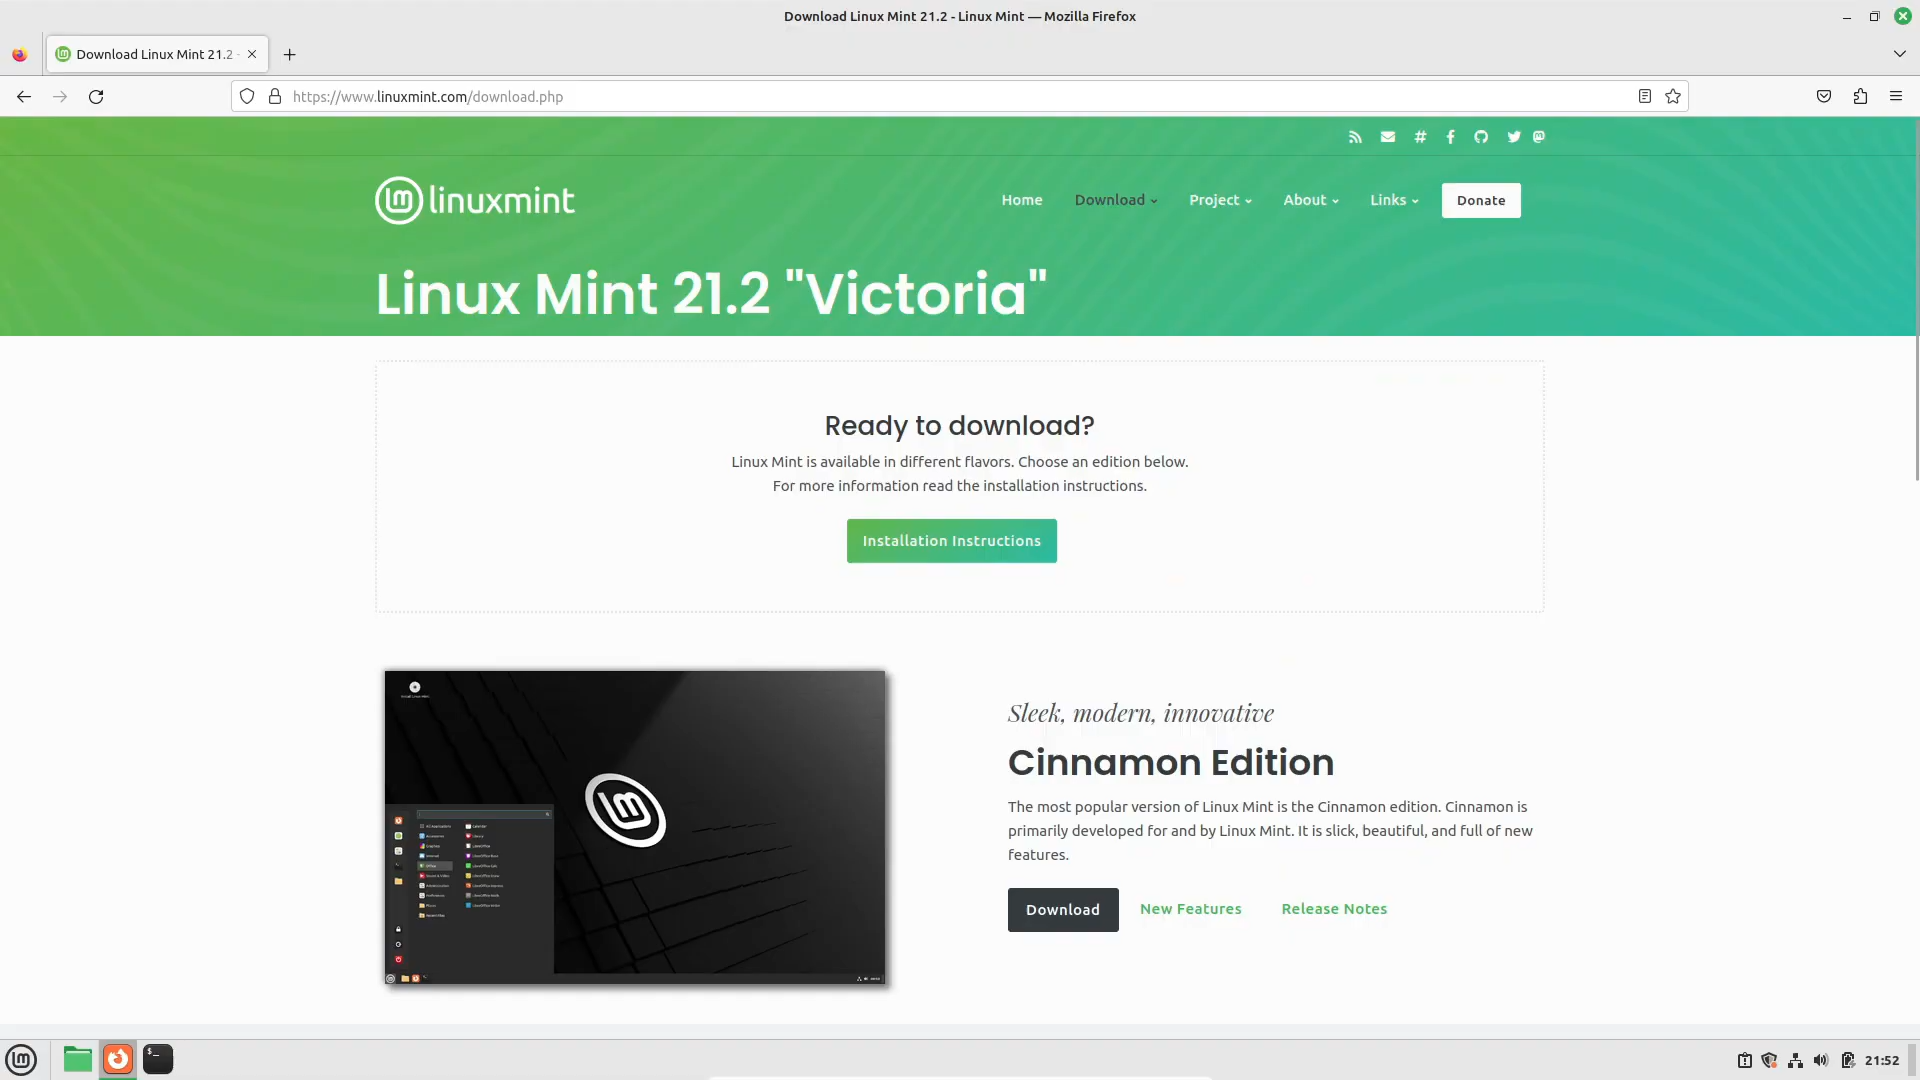 Download Linux Mint 21.2 - Linux Mint — Mozilla Firefox
Download Linux Mint 21.2 -
https://www.linuxmint.com/download.php
linuxmint
Home
Download
Project
About
Links
Donate
Linux Mint 21.2 "Victoria"
Ready to download?
Linux Mint is available in different flavors. Choose an edition below.
For more information read the installation instructions.
Installation Instructions
Sleek, modern, innovative
Cinnamon Edition
The most popular version of Linux Mint is the Cinnamon edition. Cinnamon is
primarily developed for and by Linux Mint. It is slick, beautiful, and full of new
features.
Download
New Features
Release Notes
21:52